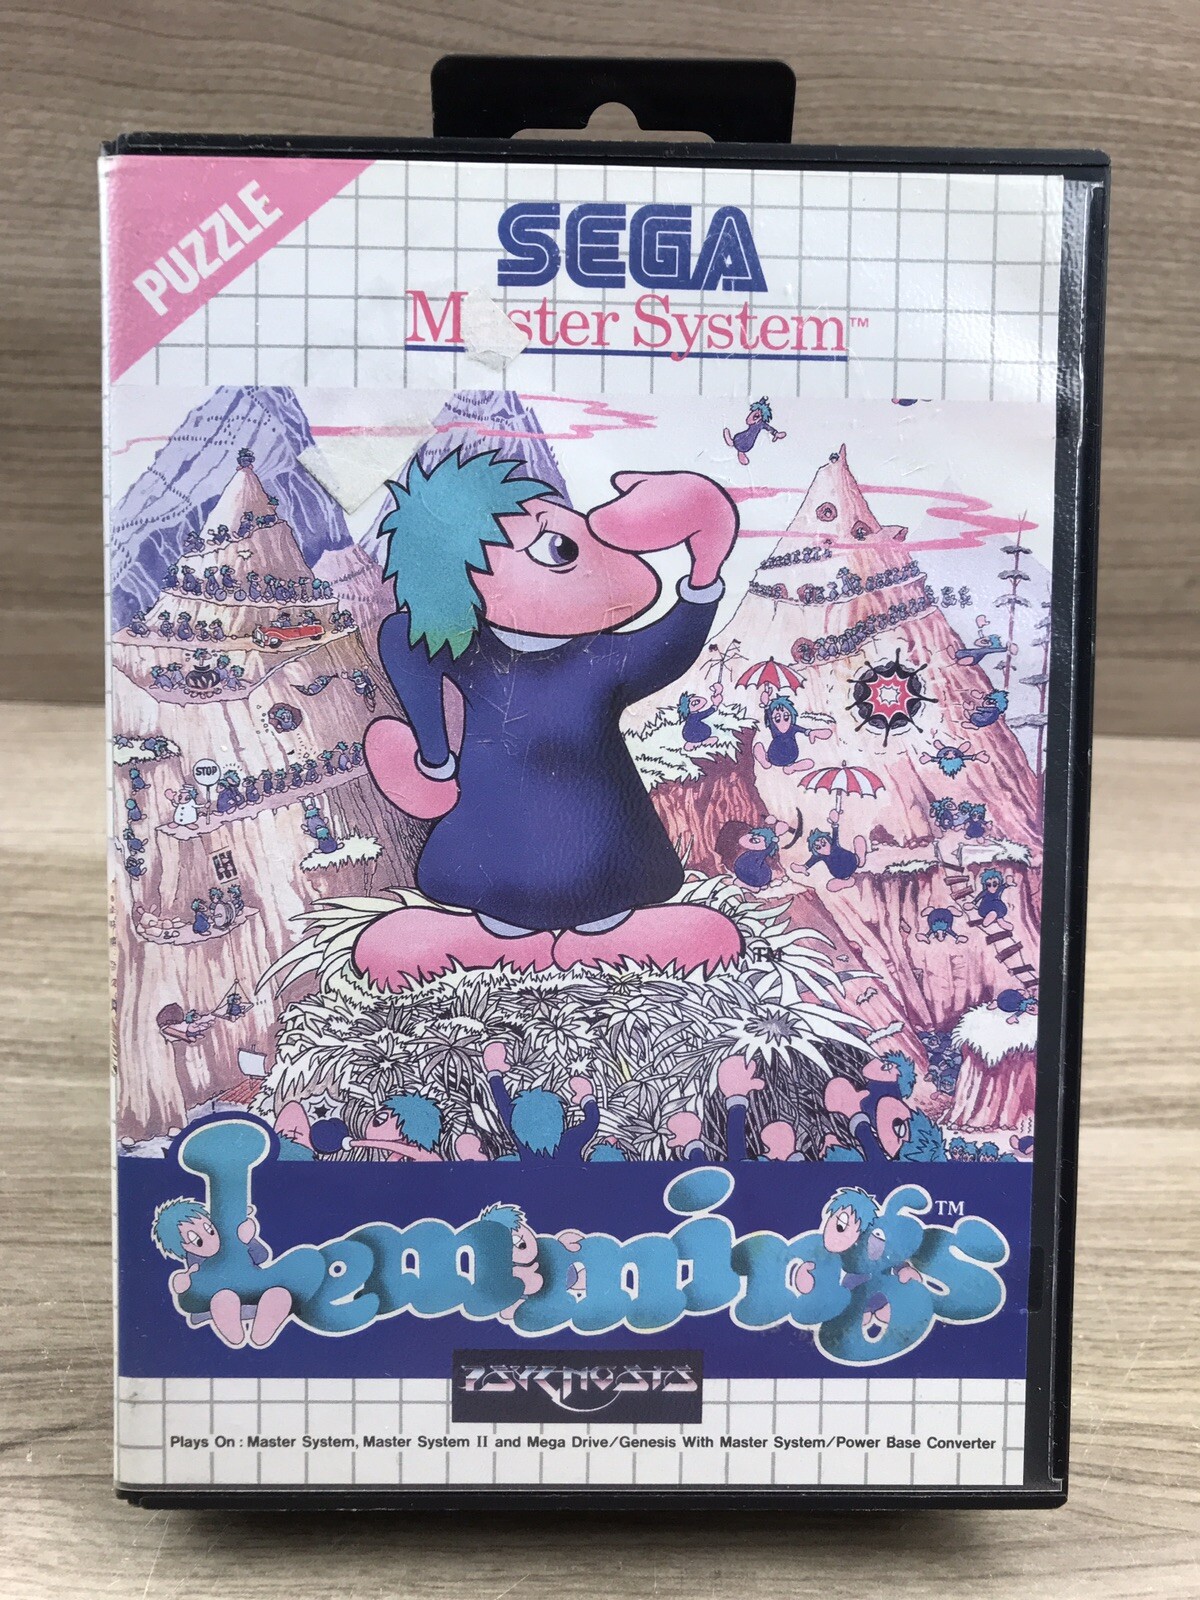 PUZZLE
SEGA
Master System™
STOP
TM
Lemmings™
PSYGNOSIS
Plays On : Master System, Master System II and Mega Drive/Genesis With Master System/Power Base Converter